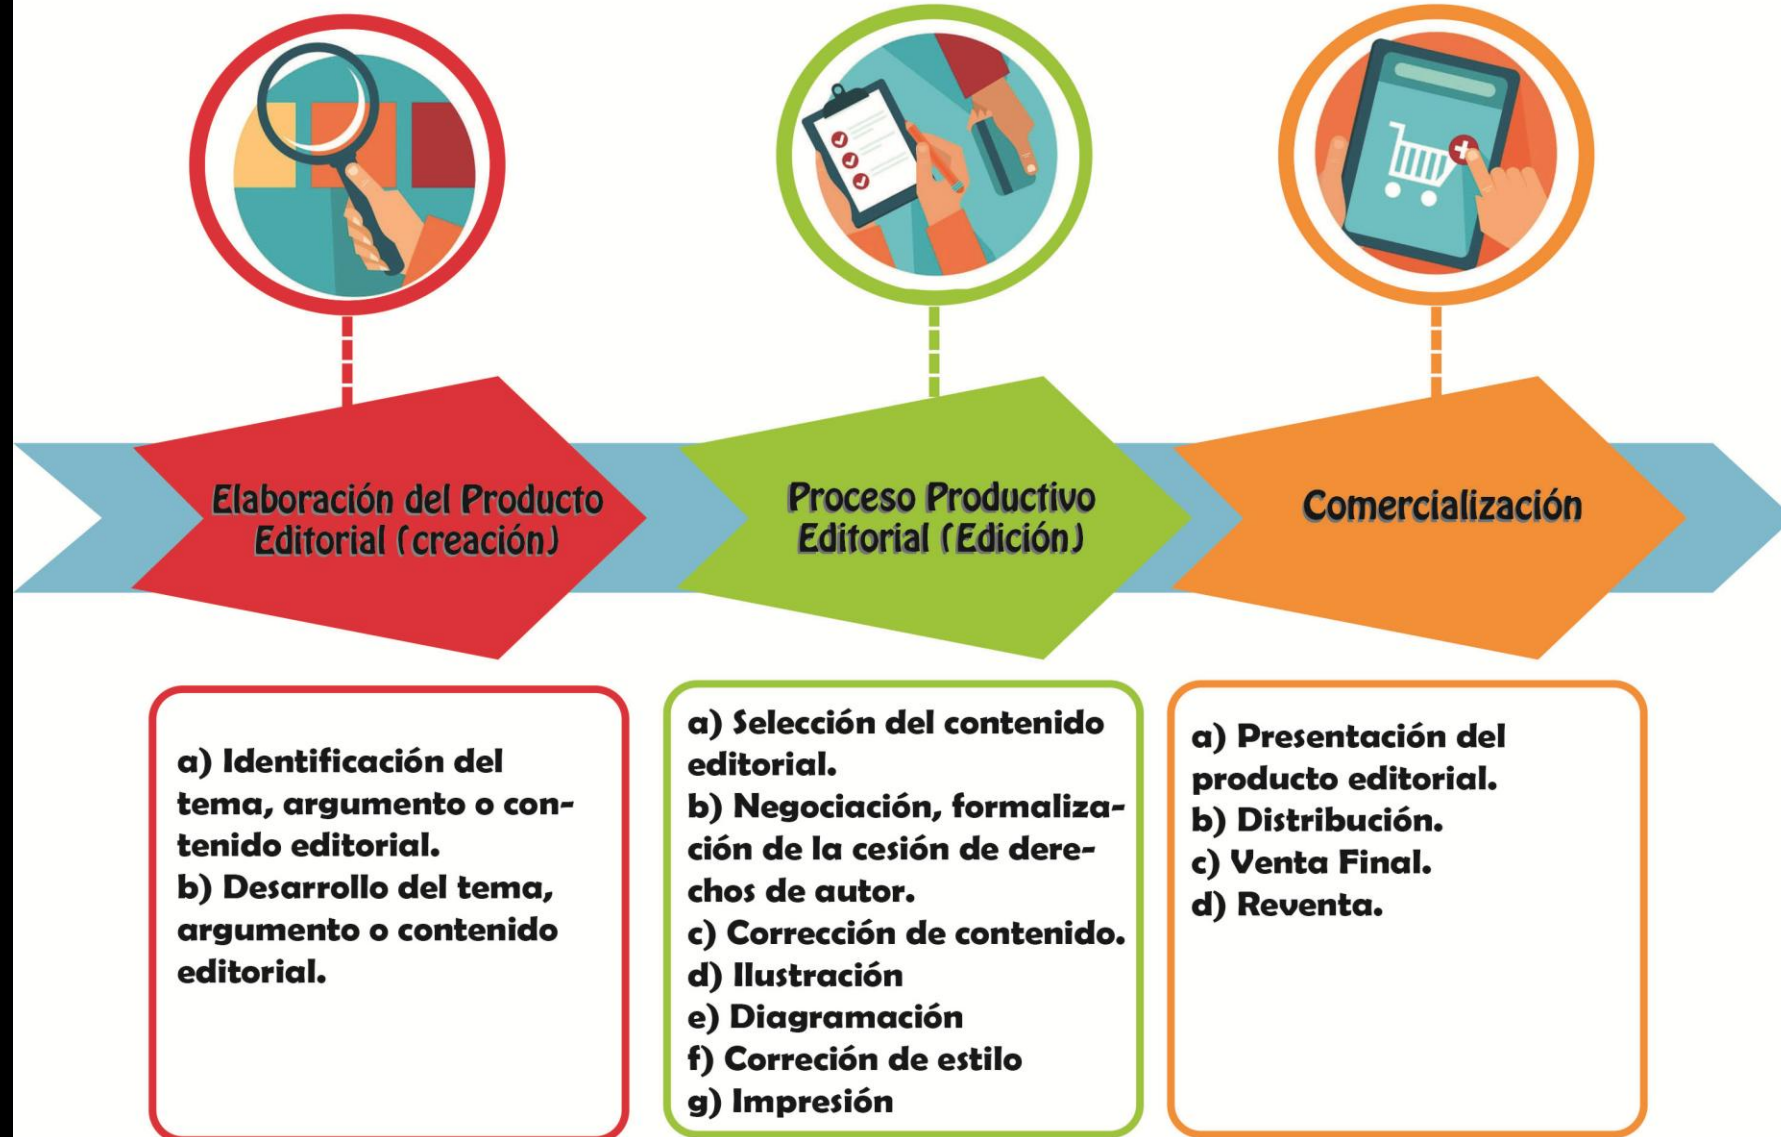 Elaboración del Producto
Editorial (creación)
Proceso Productivo
Editorial (Edición)
Comercialización
a) Identificación del
tema, argumento o con-
tenido editorial.
b) Desarrollo del tema,
argumento o contenido
editorial.
a) Selección del contenido
editorial.
b) Negociación, formaliza-
ción de la cesión de dere-
chos de autor.
c) Corrección de contenido.
d) Ilustración
e) Diagramación
f) Correción de estilo
g) Impresión
a) Presentación del
producto editorial.
b) Distribución.
c) Venta Final.
d) Reventa.